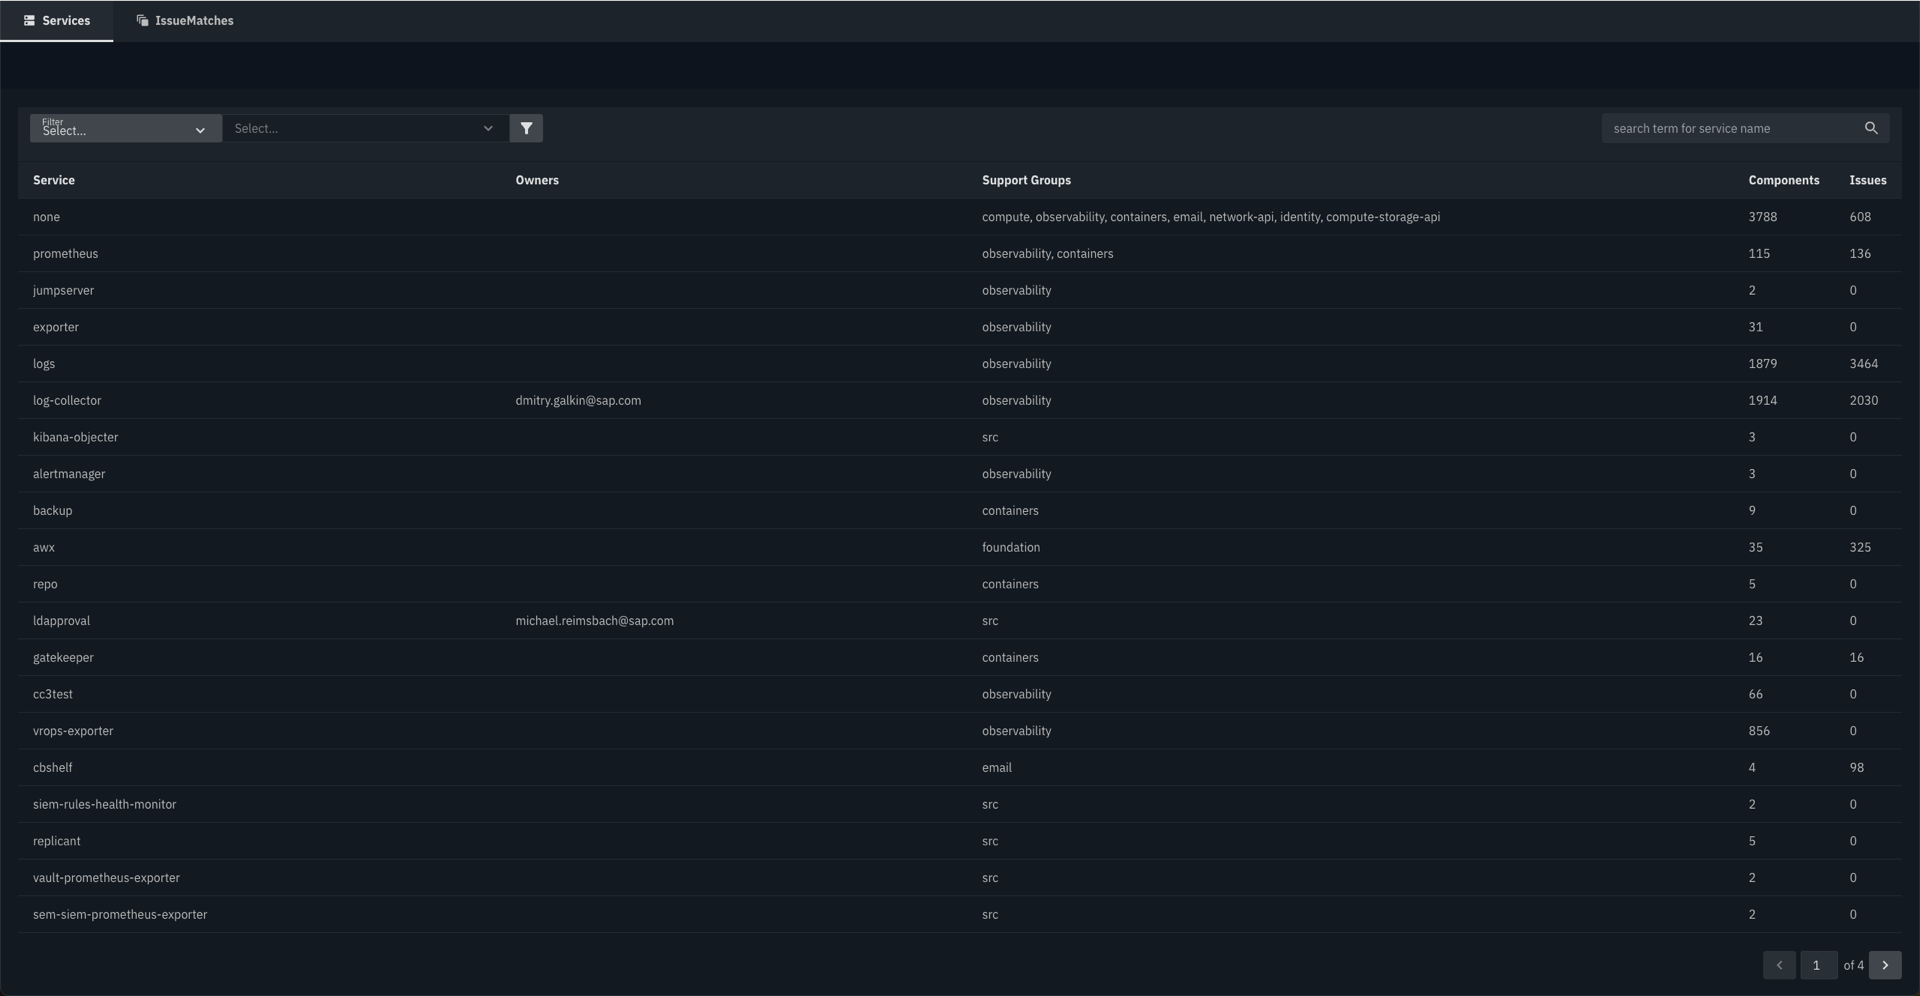 Services IssueMatches
Filter
Select... Select... search term for service name
Service Owners Support Groups Components Issues
none compute, observability, containers, email, network-api, identity, compute-storage-api 3788 608
prometheus observability, containers 115 136
jumpserver observability 2 0
exporter observability 31 0
logs observability 1879 3464
log-collector dmitry.galkin@sap.com observability 1914 2030
kibana-objecter src 3 0
alertmanager observability 3 0
backup containers 9 0
awx foundation 35 325
repo containers 5 0
ldapproval michael.reimsbach@sap.com src 23 0
gatekeeper containers 16 16
cc3test observability 66 0
vrops-exporter observability 856 0
cbshelf email 4 98
siem-rules-health-monitor src 2 0
replicant src 5 0
vault-prometheus-exporter src 2 0
sem-siem-prometheus-exporter src 2 0
1 of 4